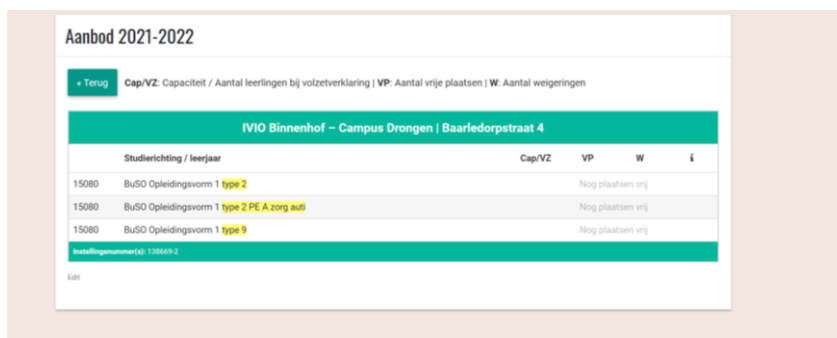 Aanbod 2021-2022
« Terug Cap/VZ: Capaciteit / Aantal leerlingen bij volzetverklaring | VP: Aantal vrije plaatsen | W: Aantal weigeringen
IVIO Binnenhof – Campus Drongen | Baarledorpstraat 4
Studierichting / leerjaar Cap/VZ VP W i
15080 BuSO Opleidingsvorm 1 type 2 Nog plaatsen vrij
15080 BuSO Opleidingsvorm 1 type 2 PE A zorg auti Nog plaatsen vrij
15080 BuSO Opleidingsvorm 1 type 9 Nog plaatsen vrij
Instellingsnummer(s): 138669-2
Edit